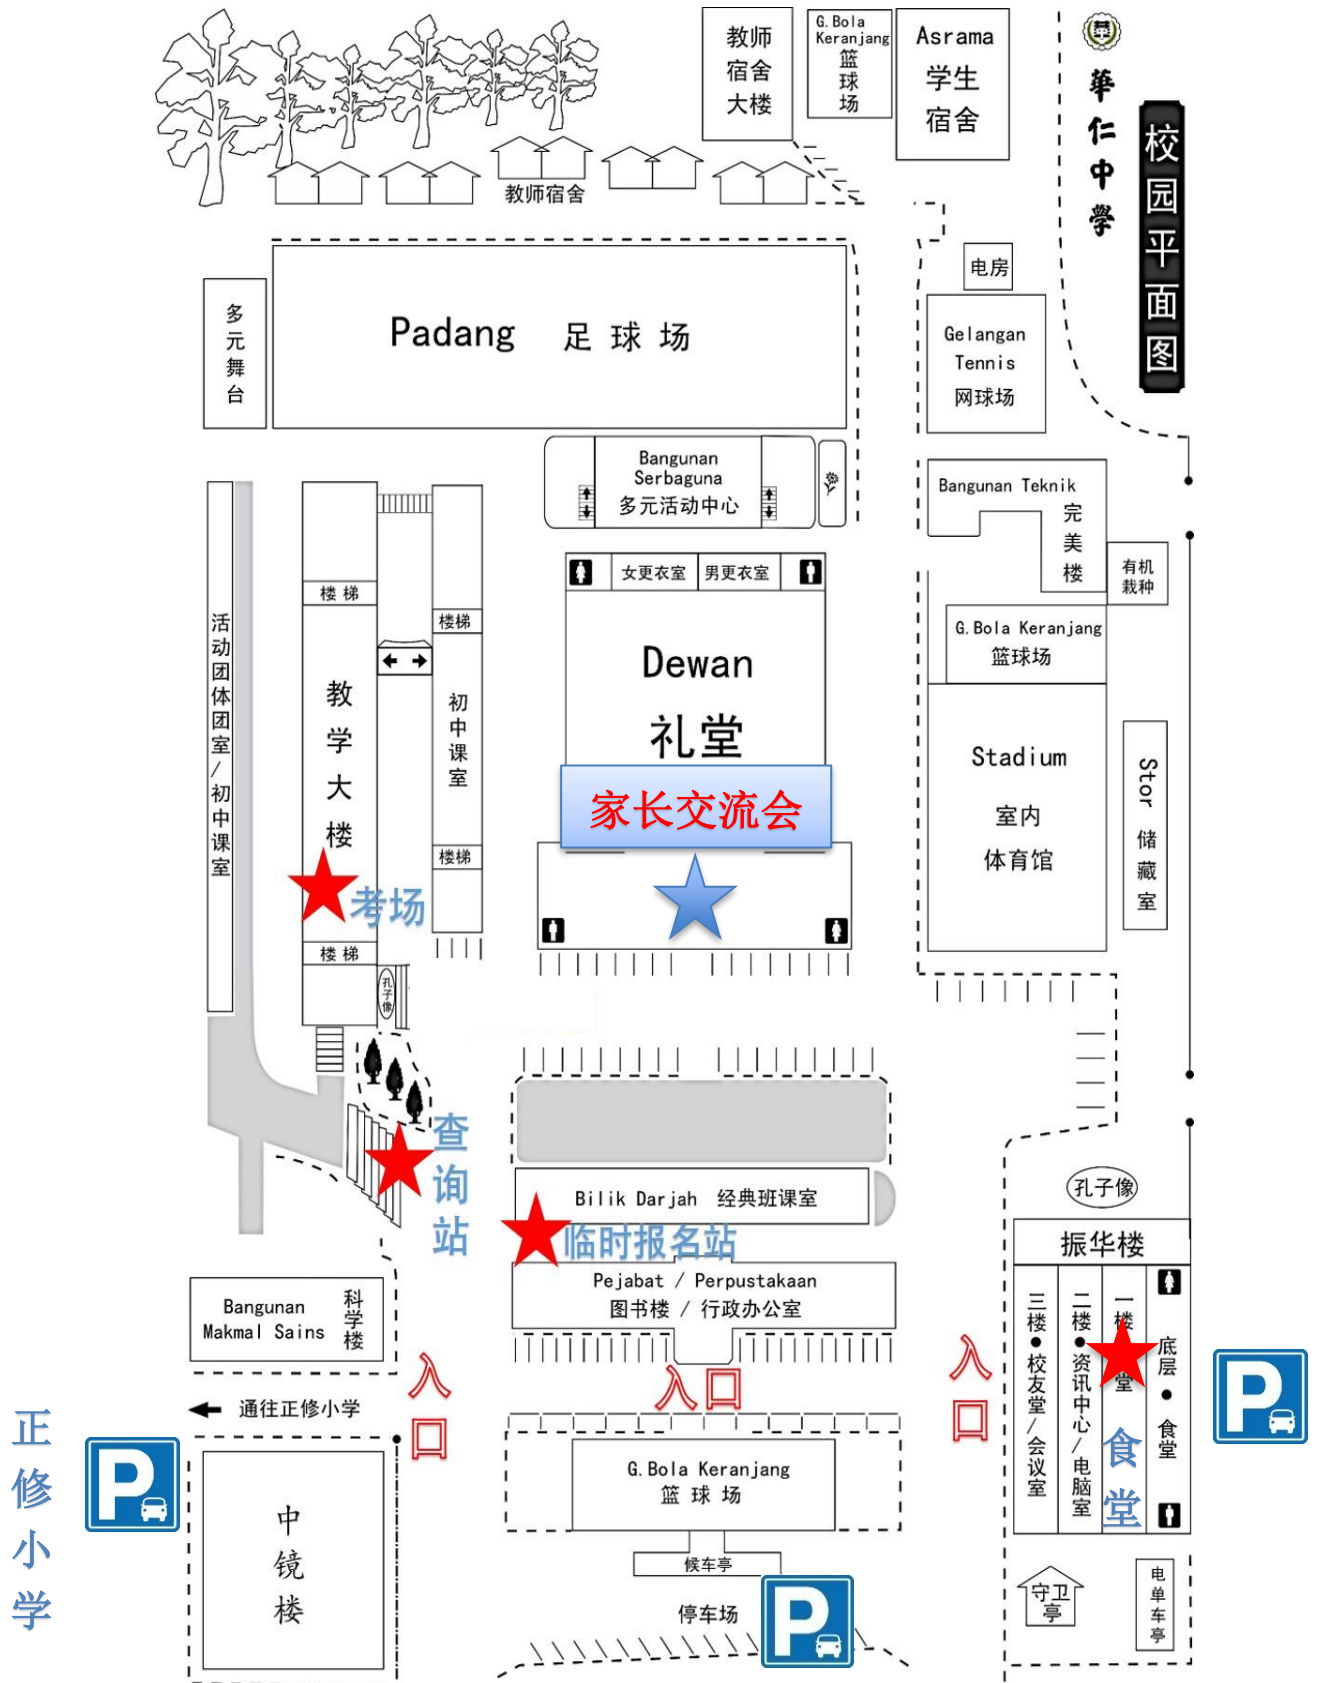 教师
宿舍
大楼
G.Bola
Keranjang
篮
球
场
Asrama
学生
宿舍
華仁中學
校园平面图
教师宿舍
电房
多元舞台
Padang 足球场
Gelangan
Tennis
网球场
Bangunan
Serbaguna
多元活动中心
Bangunan Teknik
完美楼
有机
栽种
女更衣室
男更衣室
楼梯
楼梯
G.Bola Keranjang
篮球场
活动团体团室/初中课室
教学大楼
初中课室
Dewan
礼堂
家长交流会
Stadium
室内
体育馆
Stor 储藏室
楼梯
考场
楼梯
孔子像
查询站
Bilik Darjah 经典班课室
临时报名站
孔子像
振华楼
Pejabat / Perpustakaan
图书楼 / 行政办公室
Bangunan
Makmal Sains
科学楼
三楼●校友堂/会议室
二楼●资讯中心/电脑室
一楼
堂
底层●食堂
食堂
入口
入口
入口
通往正修小学
正修小学
P
P
G.Bola Keranjang
篮球场
中镜楼
候车亭
停车场
P
守卫
亭
电单车亭